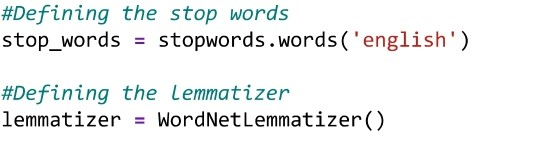 #Defining the stop words
stop_words = stopwords.words('english')
#Defining the lemmatizer
lemmatizer = WordNetLemmatizer()